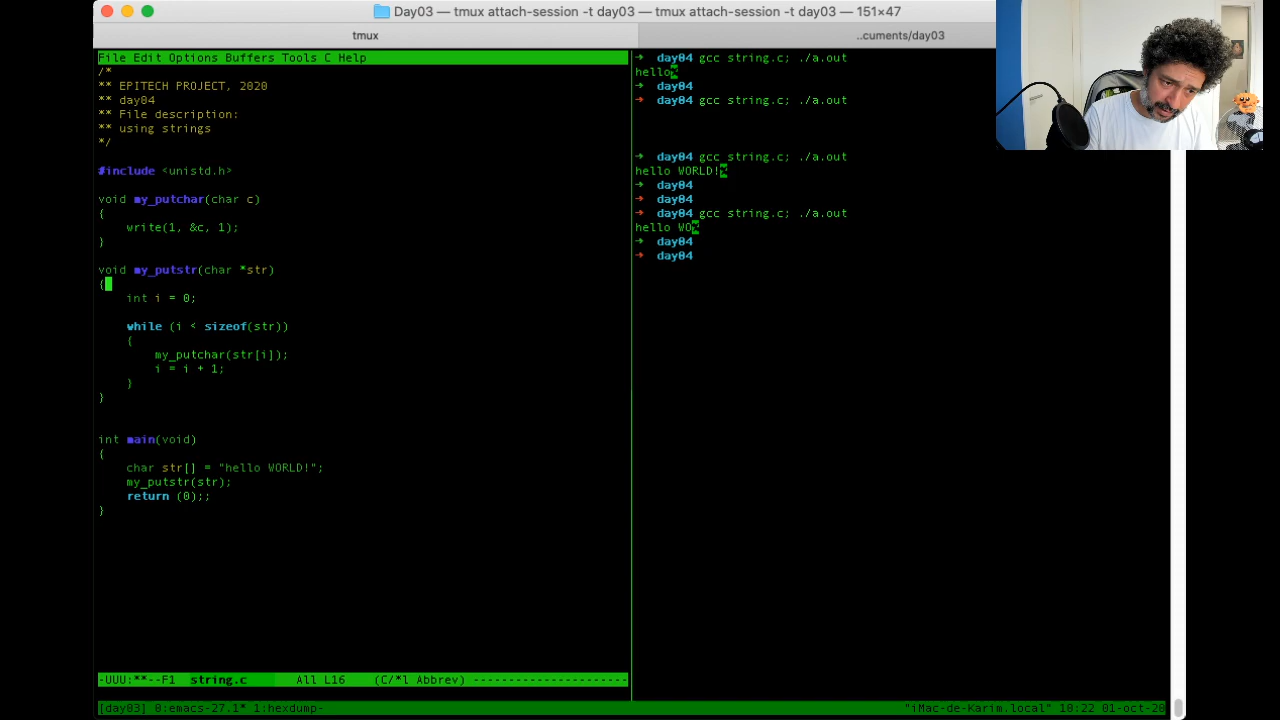 Day03 — tmux attach-session -t day03 — tmux attach-session -t day03 — 151×47
tmux
..cuments/day03
File Edit Options Buffers Tools C Help
/*
** EPITECH PROJECT, 2020
** day04
** File description:
** using strings
*/
#include <unistd.h>
void my_putchar(char c)
{
write(1, &c, 1);
}
void my_putstr(char *str)
{
int i = 0;
while (i < sizeof(str))
{
my_putchar(str[i]);
i = i + 1;
}
}
int main(void)
{
char str[] = "hello WORLD!";
my_putstr(str);
return (0);;
}
-UUU:**--F1 string.c All L16 (C/*l Abbrev) ----------------------
➜ day04 gcc string.c; ./a.out
hello%
➜ day04
➜ day04 gcc string.c; ./a.out
➜ day04 gcc string.c; ./a.out
hello WORLD!%
➜ day04
➜ day04
➜ day04 gcc string.c; ./a.out
hello WO%
➜ day04
➜ day04
[day03] 0:emacs-27.1* 1:hexdump-
"iMac-de-Karim.local" 18:22 01-oct-20